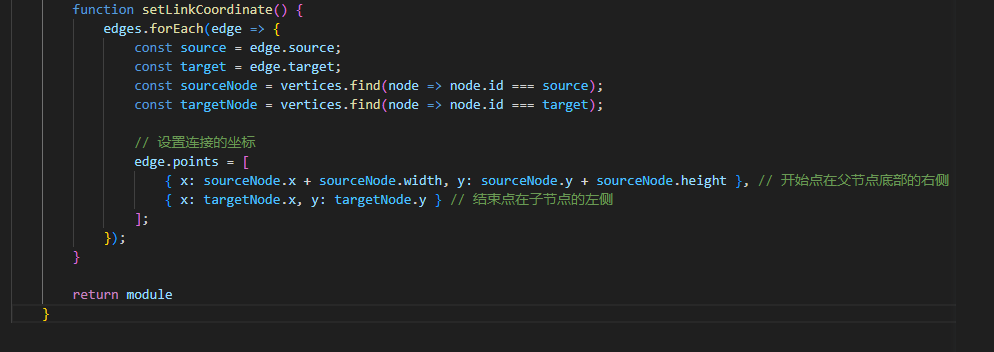 function setLinkCoordinate() {
edges.forEach(edge => {
const source = edge.source;
const target = edge.target;
const sourceNode = vertices.find(node => node.id === source);
const targetNode = vertices.find(node => node.id === target);
// 设置连接的坐标
edge.points = [
{ x: sourceNode.x + sourceNode.width, y: sourceNode.y + sourceNode.height }, // 开始点在父节点底部的右侧
{ x: targetNode.x, y: targetNode.y } // 结束点在子节点的左侧
];
});
}
return module
}